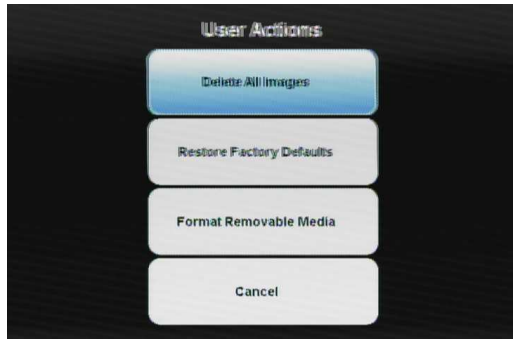 User Actions
Delete All Images
Restore Factory Defaults
Format Removable Media
Cancel